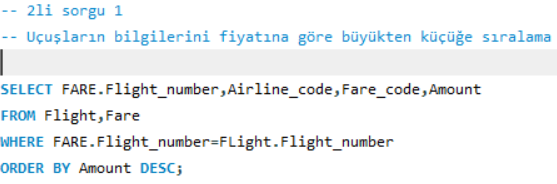 -- 2li sorgu 1
-- Uçuşların bilgilerini fiyatına göre büyükten küçüğe sıralama
SELECT FARE.Flight_number,Airline_code,Fare_code,Amount
FROM Flight,Fare
WHERE FARE.Flight_number=FLight.Flight_number
ORDER BY Amount DESC;